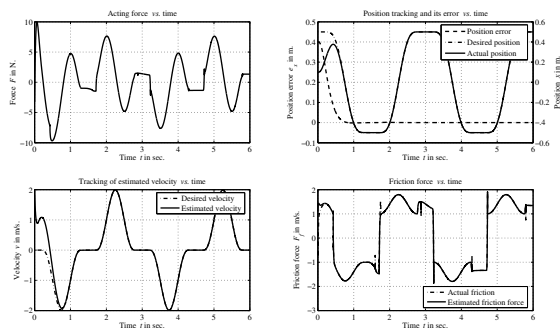 Acting force vs. time
10
5
0
−5
−10
Force F in N.
0 1 2 3 4 5 6
Time t in sec.
Position tracking and its error vs. time
0.5
0.4
0.3
0.2
0.1
0
−0.1
Position error e_x in m.
0.6
0.4
0.2
0
−0.2
−0.4
−0.6
Position x in m.
Position error
Desired position
Actual position
0 1 2 3 4 5 6
Time t in sec.
Tracking of estimated velocity vs. time
2
1
0
−1
−2
Velocity v in m/s.
Desired velocity
Estimated velocity
0 1 2 3 4 5 6
Time t in sec.
Friction force vs. time
2
1
0
−1
−2
−3
Friction force F_f in m/s.
Actual friction
Estimated friction force
0 1 2 3 4 5 6
Time t in sec.